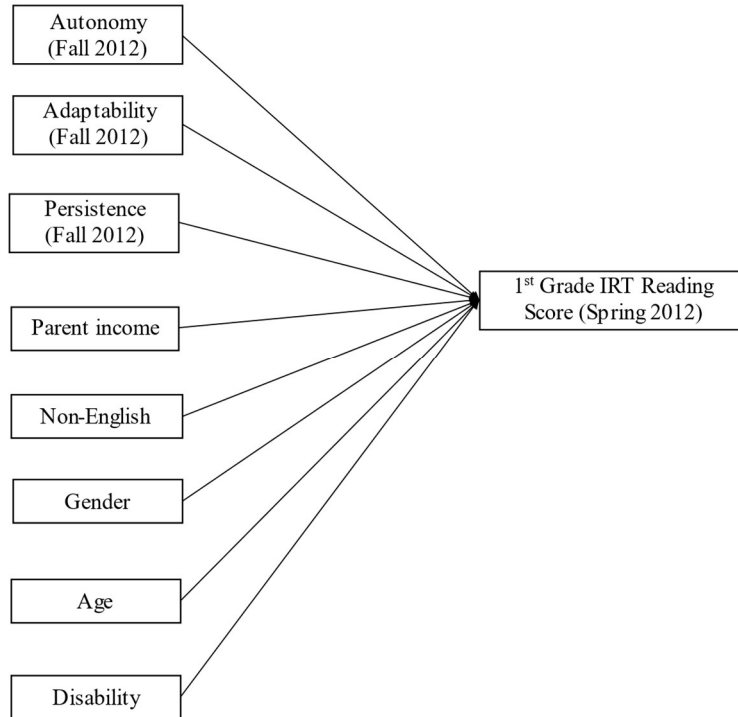 Autonomy
(Fall 2012)
Adaptability
(Fall 2012)
Persistence
(Fall 2012)
Parent income
Non-English
Gender
Age
Disability
1st Grade IRT Reading
Score (Spring 2012)